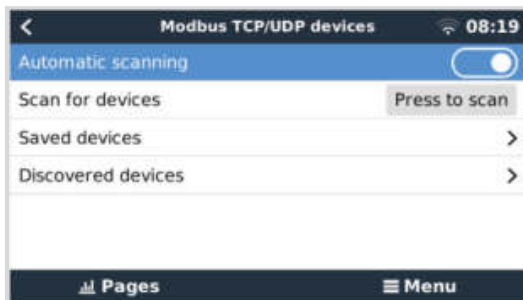 Modbus TCP/UDP devices 08:19
Automatic scanning
Scan for devices Press to scan
Saved devices
Discovered devices
Pages Menu